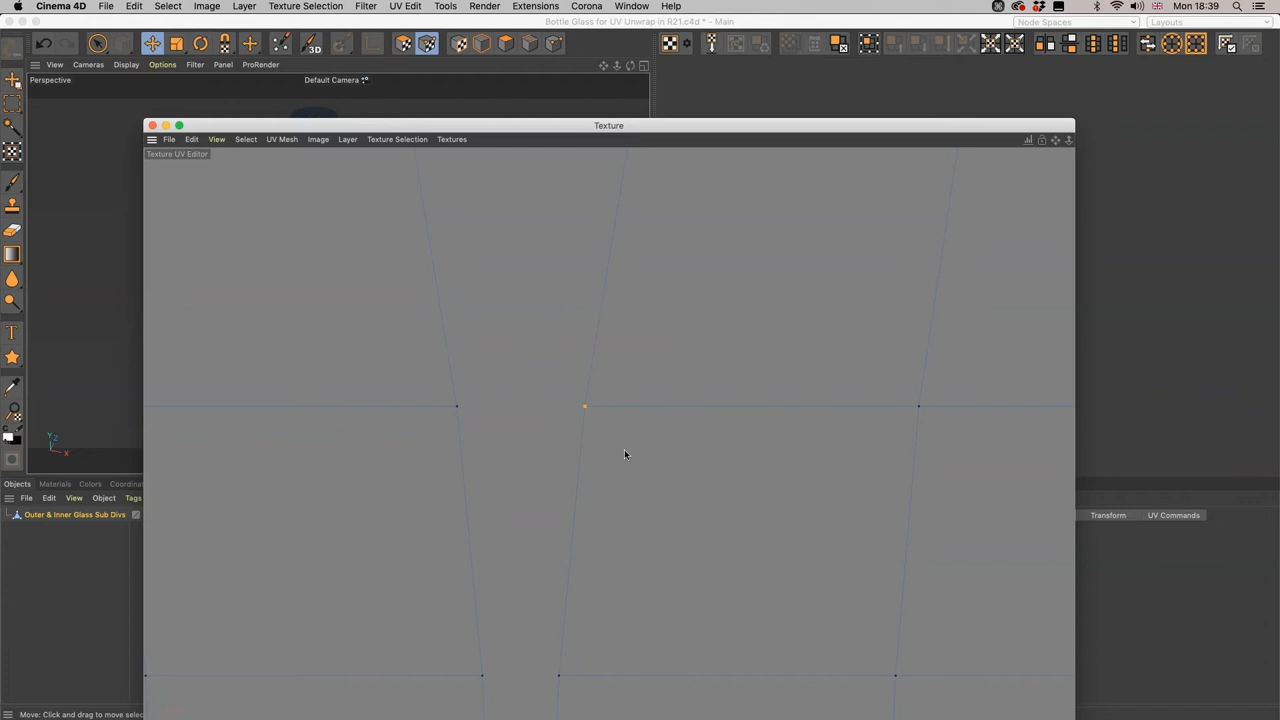 Cinema 4D File Edit Select Image Layer Texture Selection Filter UV Edit Tools Render Extensions Corona Window Help Mon 18:39
Bottle Glass for UV Unwrap in R21.c4d * - Main Node Spaces Layouts
3D
View Cameras Display Options Filter Panel ProRender
Perspective Default Camera
Texture
File Edit View Select UV Mesh Image Layer Texture Selection Textures
Texture UV Editor
T
Y Z
X
Objects Materials Colors Coordina
File Edit View Object Tags
Transform UV Commands
Outer & Inner Glass Sub Divs
Move: Click and drag to move selec